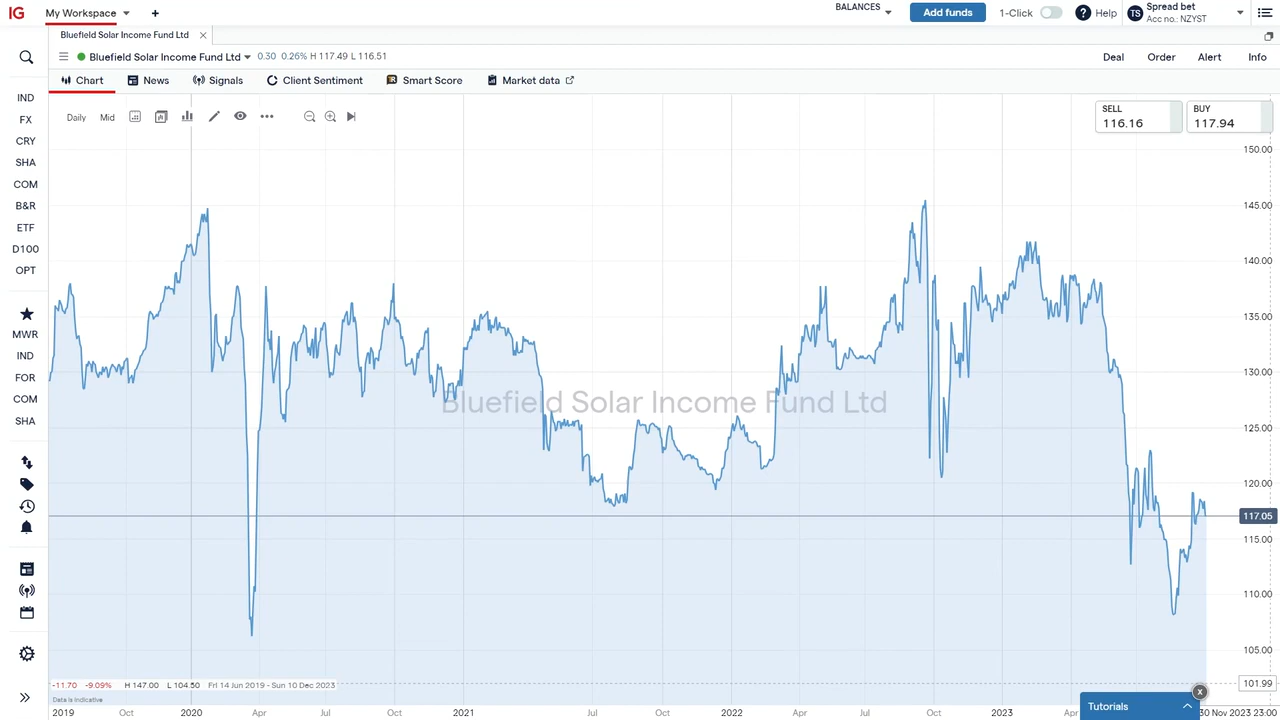 IG My Workspace + BALANCES Add funds 1-Click Help TS Spread bet
Acc no.: NZYST
Bluefield Solar Income Fund Ltd ×
Bluefield Solar Income Fund Ltd 0.30 0.26% H 117.49 L 116.51 Deal Order Alert Info
Chart News Signals Client Sentiment Smart Score Market data
Daily Mid
SELL
116.16
BUY
117.94
IND
FX
CRY
SHA
COM
B&R
ETF
D100
OPT
MWR
IND
FOR
COM
SHA
150.00
145.00
140.00
135.00
130.00
125.00
120.00
117.05
115.00
110.00
105.00
101.99
Bluefield Solar Income Fund Ltd
-11.70 -9.09% H 147.00 L 104.50 Fri 14 Jun 2019 - Sun 10 Dec 2023
Data is indicative
2019 Oct 2020 Apr Jul Oct 2021 Jul Oct 2022 Apr Jul Oct 2023 Apr 30 Nov 2023 23:00
Tutorials
x